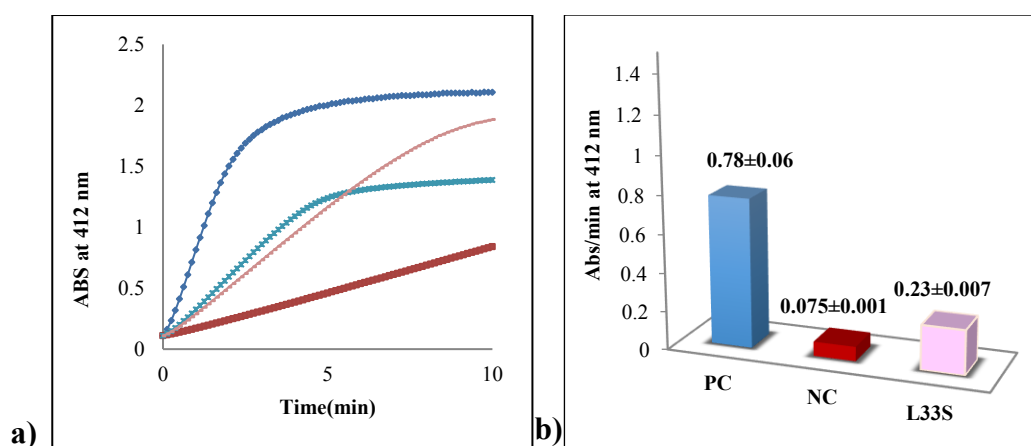 a)
ABS at 412 nm
2.5
2
1.5
1
0.5
0
0
5
10
Time(min)
b)
Abs/min at 412 nm
1.4
1.2
1
0.8
0.6
0.4
0.2
0
0.78±0.06
0.075±0.001
0.23±0.007
PC
NC
L33S